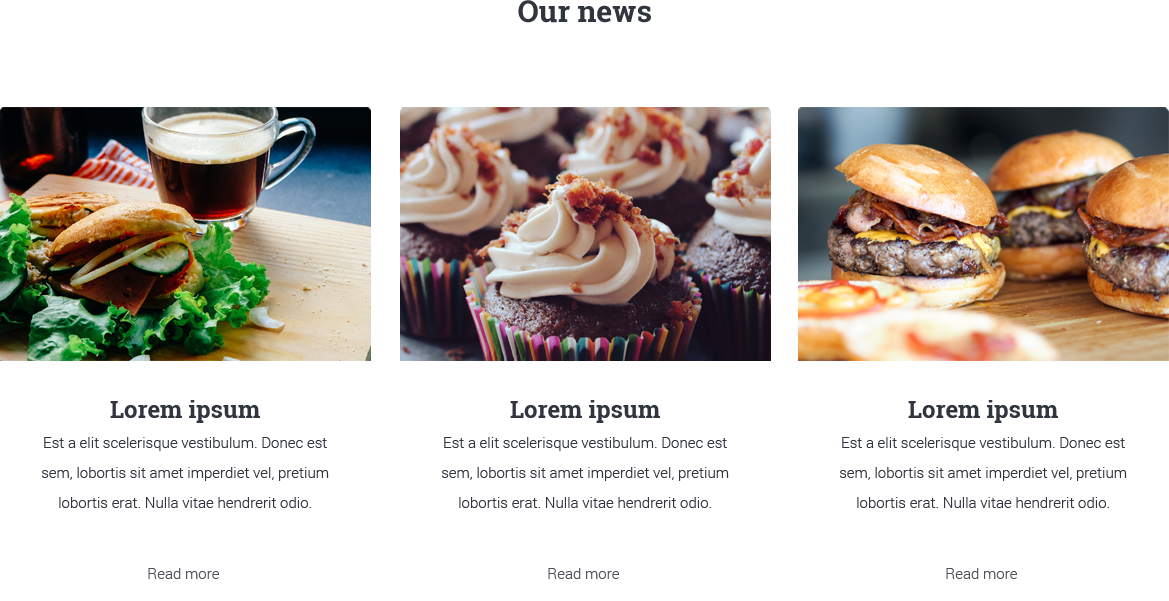 Our news
Lorem ipsum
Est a elit scelerisque vestibulum. Donec est
sem, lobortis sit amet imperdiet vel, pretium
lobortis erat. Nulla vitae hendrerit odio.
Read more
Lorem ipsum
Est a elit scelerisque vestibulum. Donec est
sem, lobortis sit amet imperdiet vel, pretium
lobortis erat. Nulla vitae hendrerit odio.
Read more
Lorem ipsum
Est a elit scelerisque vestibulum. Donec est
sem, lobortis sit amet imperdiet vel, pretium
lobortis erat. Nulla vitae hendrerit odio.
Read more